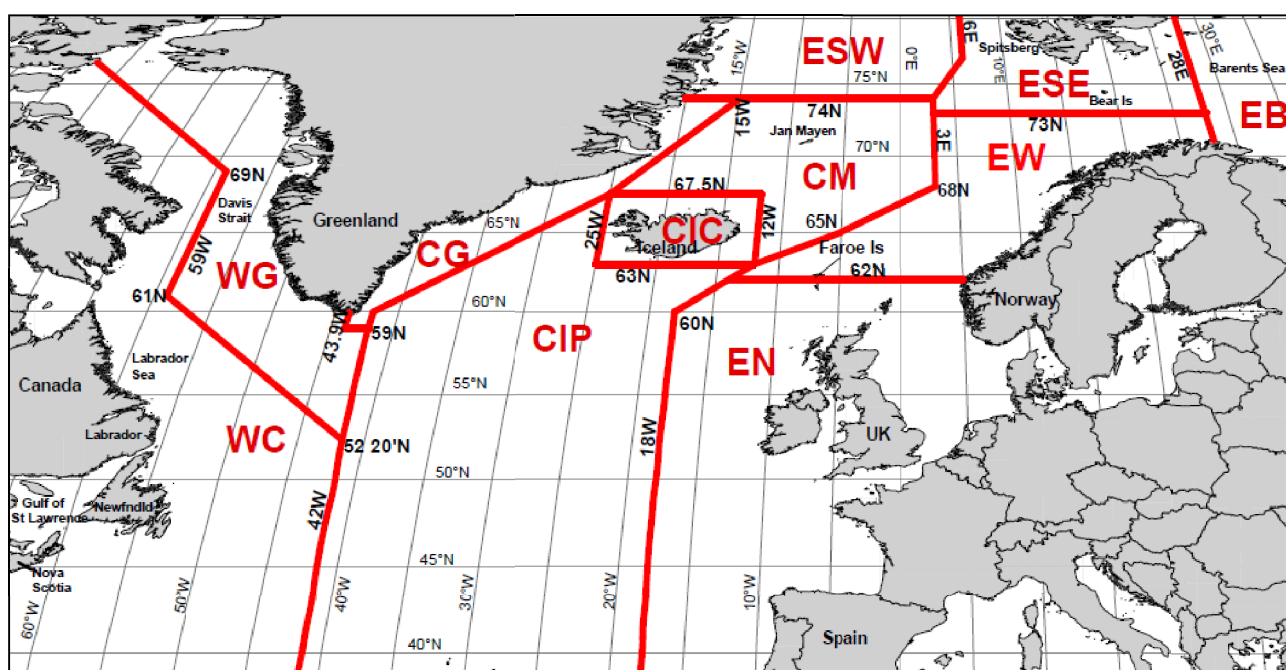 ESW
6E
Spitsberg
30°E
15°W
0°E
10°E
28E
75°N
ESE
Barents Sea
Bear Is
EB
15W
74N
Jan Mayen
73N
3E
70°N
EW
69N
Davis
Strait
67.5N
CM
68N
Greenland
65°N
25W
CIC
Iceland
12W
65N
Faroe Is
59W
WG
CG
63N
62N
61N
60°N
Norway
43.9W
59N
CIP
60N
EN
Labrador
Sea
Canada
55°N
WC
18W
UK
Labrador
52 20'N
50°N
42W
Gulf of
St Lawrence
Newfndld
45°N
Nova
Scotia
60°W
50°W
40°W
30°W
20°W
10°W
40°N
Spain